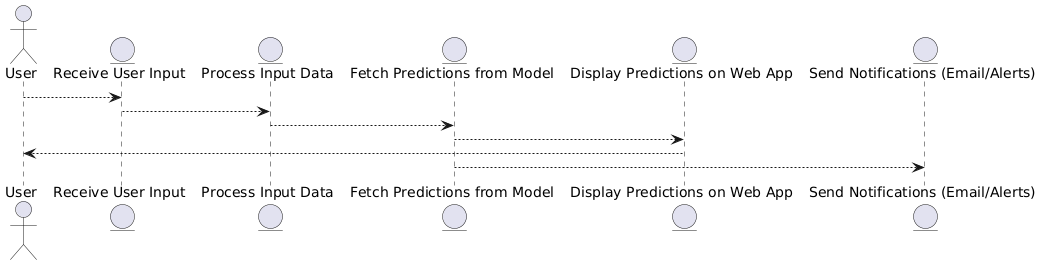 User Receive User Input Process Input Data Fetch Predictions from Model Display Predictions on Web App Send Notifications (Email/Alerts)
User Receive User Input Process Input Data Fetch Predictions from Model Display Predictions on Web App Send Notifications (Email/Alerts)